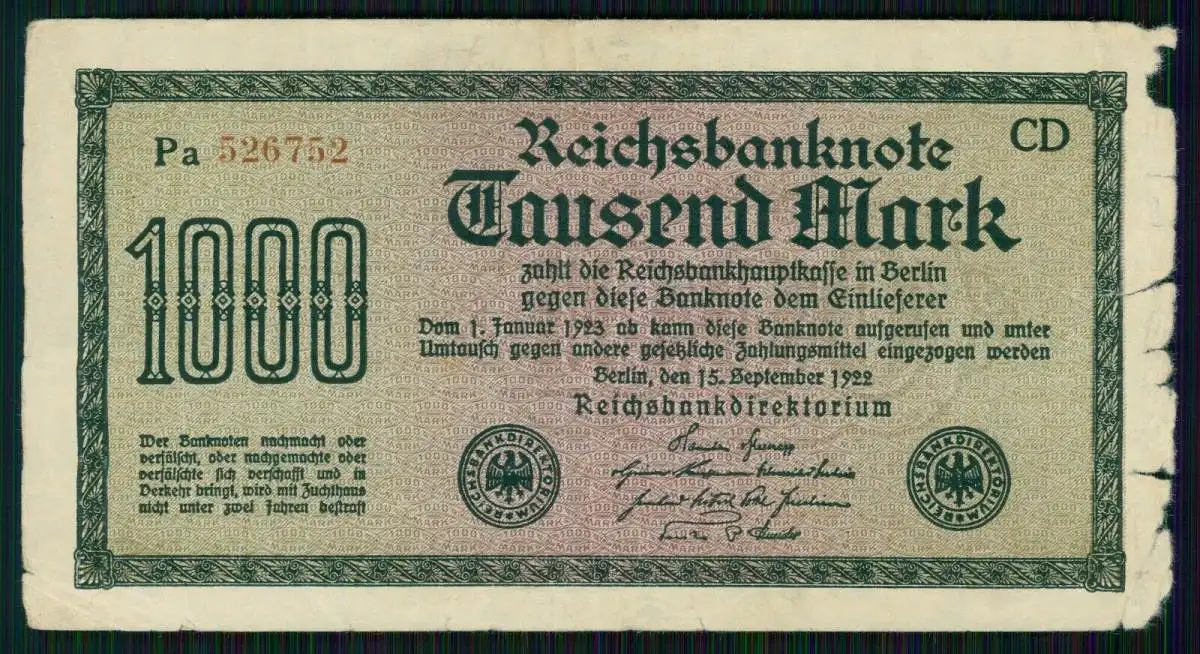 Pa 526752
CD
Reichsbanknote
Tausend Mark
1000
zahlt die Reichsbankhauptkasse in Berlin
gegen diese Banknote dem Einlieferer
Vom 1. Januar 1923 ab kann diese Banknote aufgerufen und unter
Umtausch gegen andere gesetzliche Zahlungsmittel eingezogen werden
Berlin, den 15. September 1922
Reichsbankdirektorium
Wer Banknoten nachmacht oder
verfälscht, oder nachgemachte oder
verfälschte sich verschafft und in
Verkehr bringt, wird mit Zuchthaus
nicht unter zwei Jahren bestraft
REICHSBANKDIREKTORIUM
REICHSBANKDIREKTORIUM